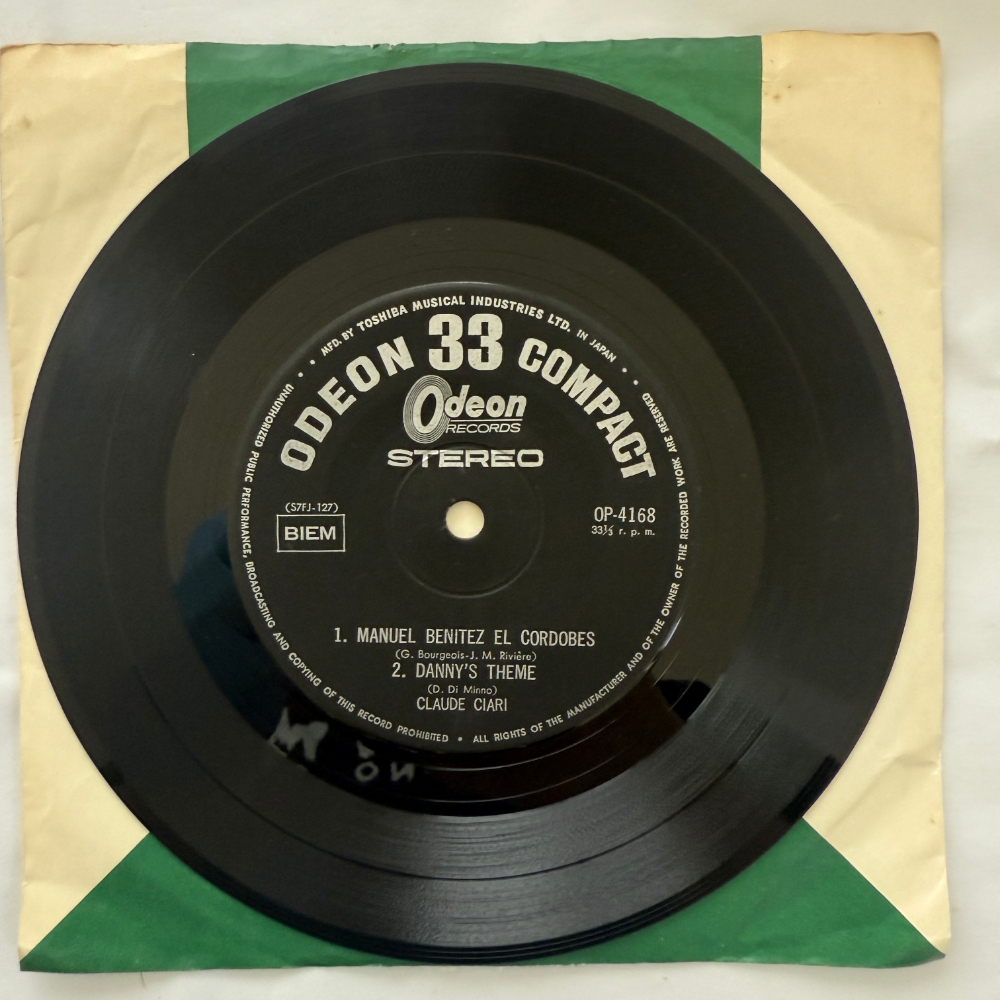 MFD. BY TOSHIBA MUSICAL INDUSTRIES LTD. IN JAPAN
ODEON 33 COMPACT
Odeon
RECORDS
STEREO
(S7FJ-127)
BIEM
OP-4168
33⅓ r. p. m.
1. MANUEL BENITEZ EL CORDOBES
(G. Bourgeois-J. M. Rivière)
2. DANNY'S THEME
(D. Di Minno)
CLAUDE CIARI
UNAUTHORIZED PUBLIC PERFORMANCE, BROADCASTING AND COPYING OF THIS RECORD PROHIBITED • ALL RIGHTS OF THE MANUFACTURER AND OF THE OWNER OF THE RECORDED WORK ARE RESERVED